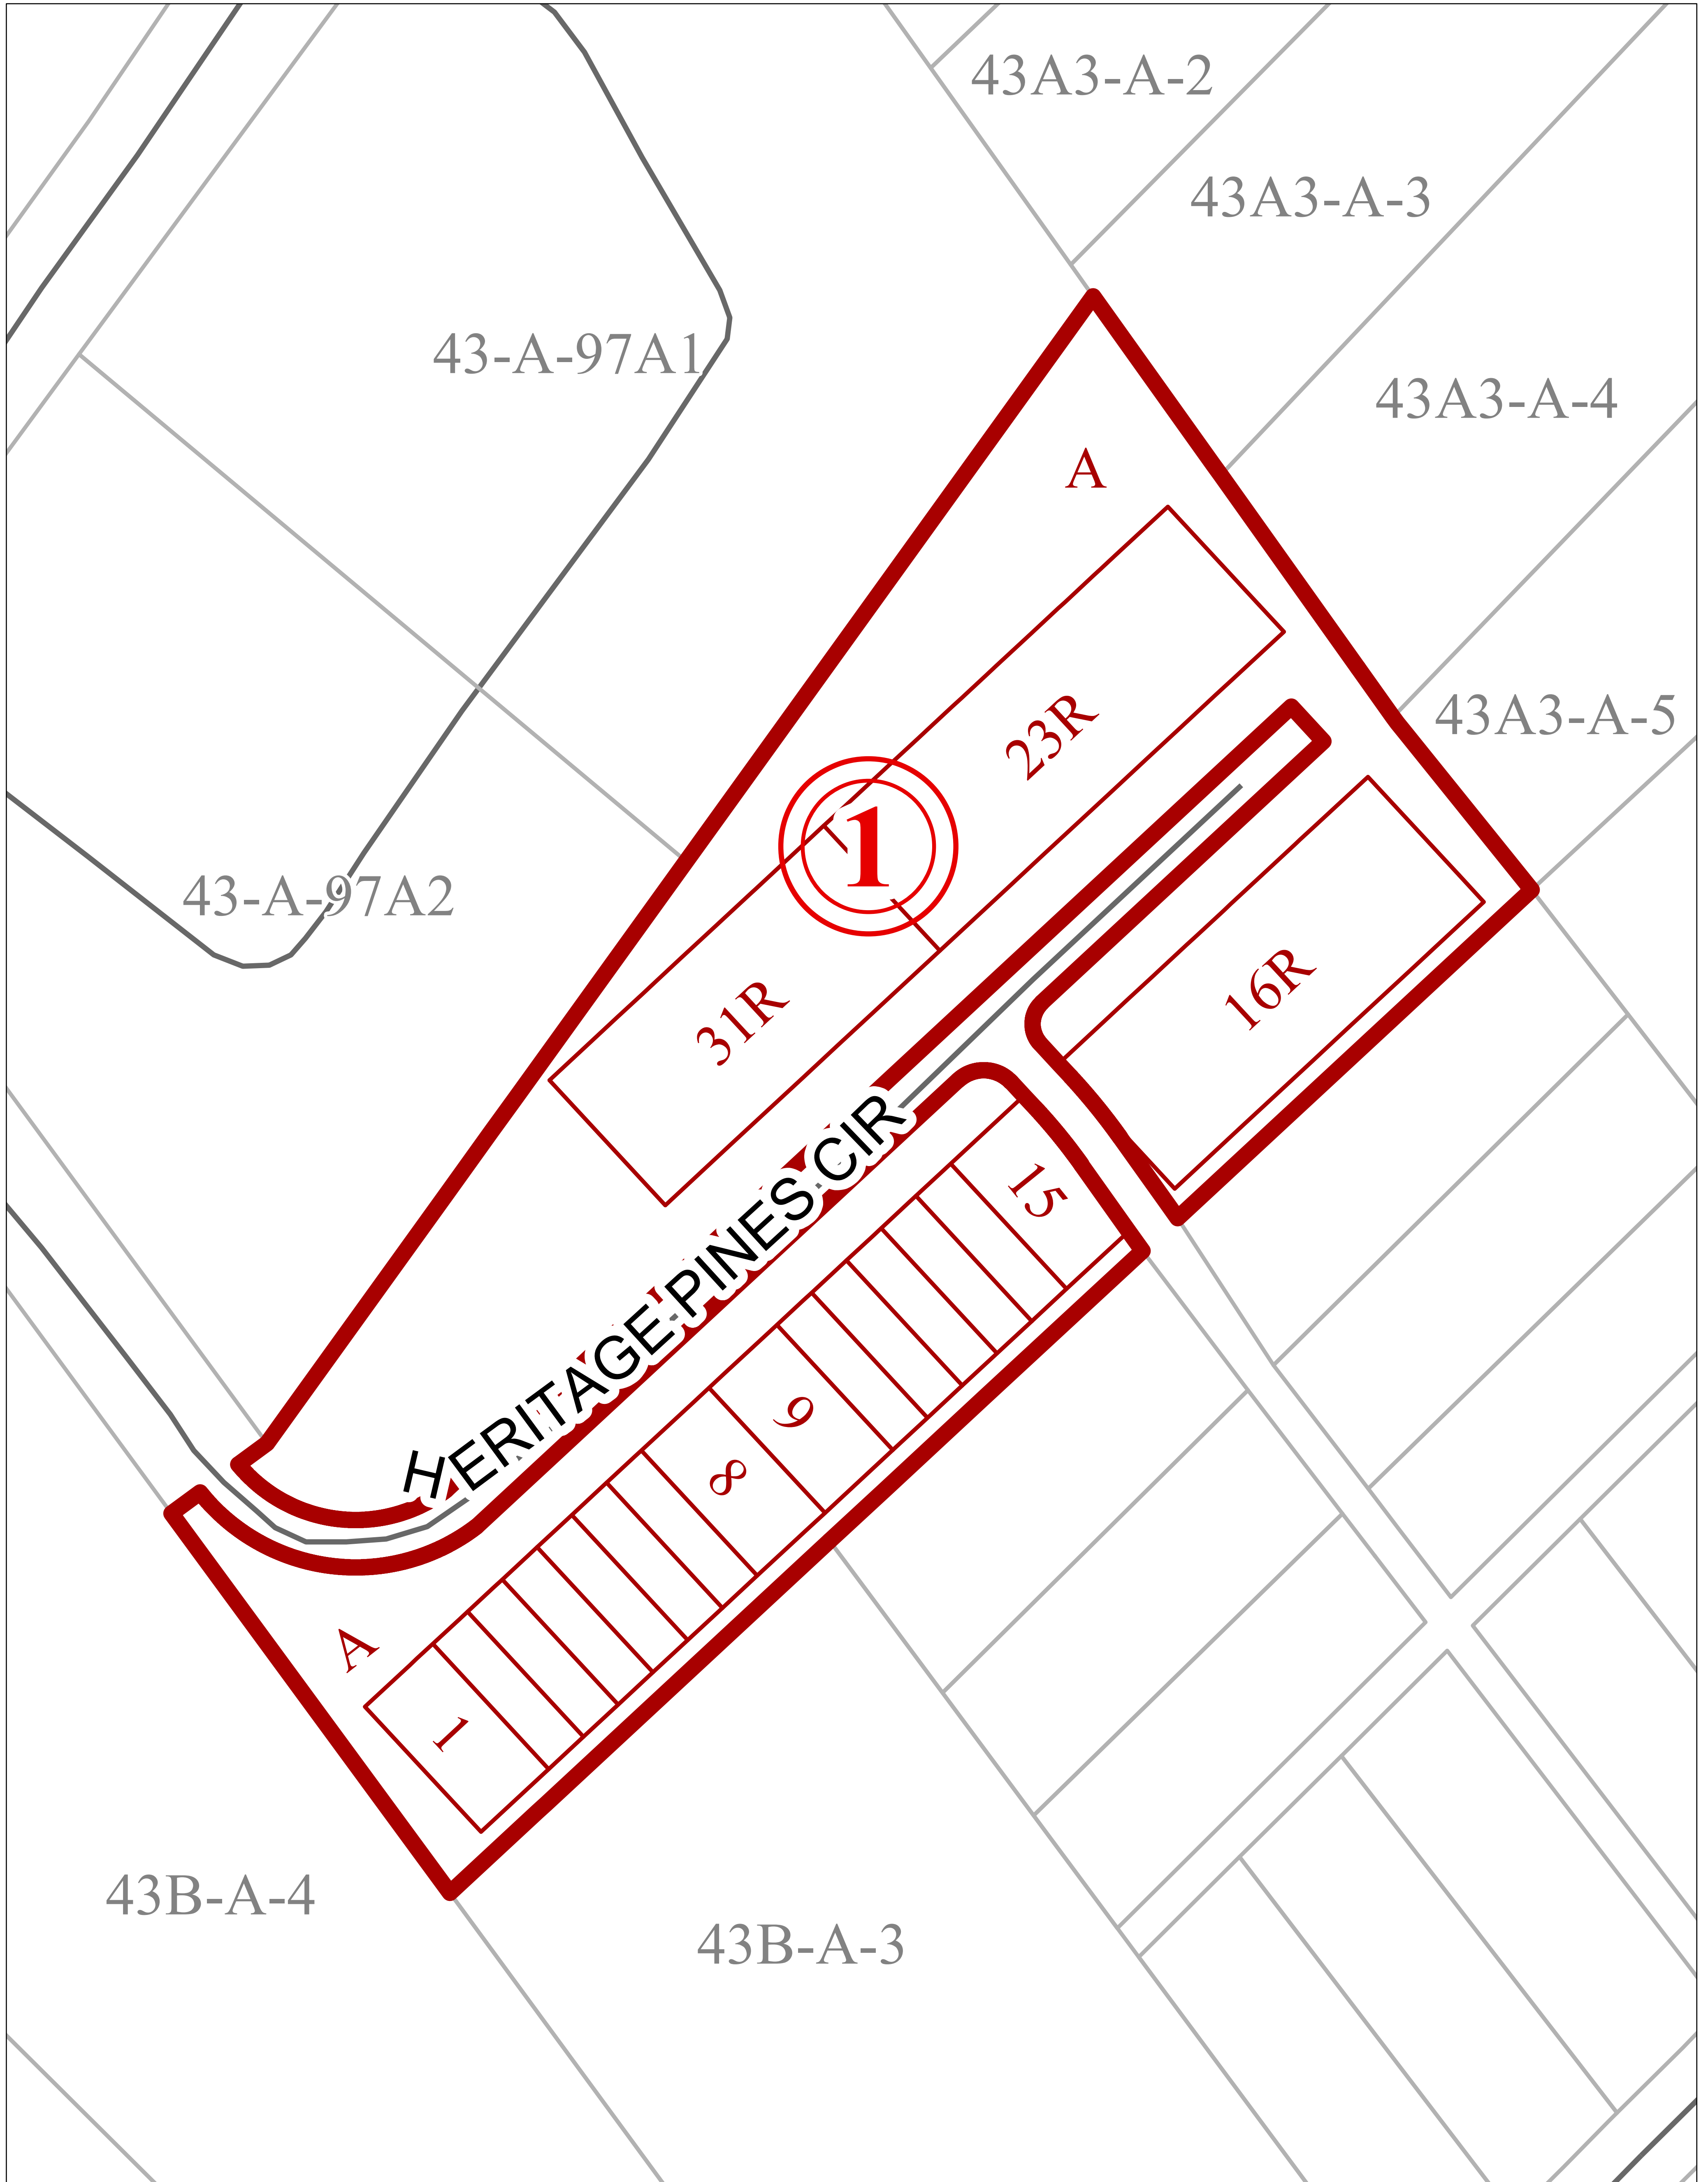 43A3-A-2
43A3-A-3
43-A-97A1
43A3-A-4
A
23R
43A3-A-5
1
43-A-97A2
31R
16R
HERITAGE PINES CIR
15
9
8
A
1
43B-A-4
43B-A-3